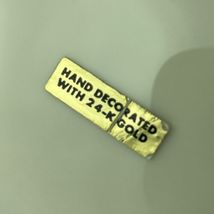 HAND DECORATED
WITH 24-K GOLD